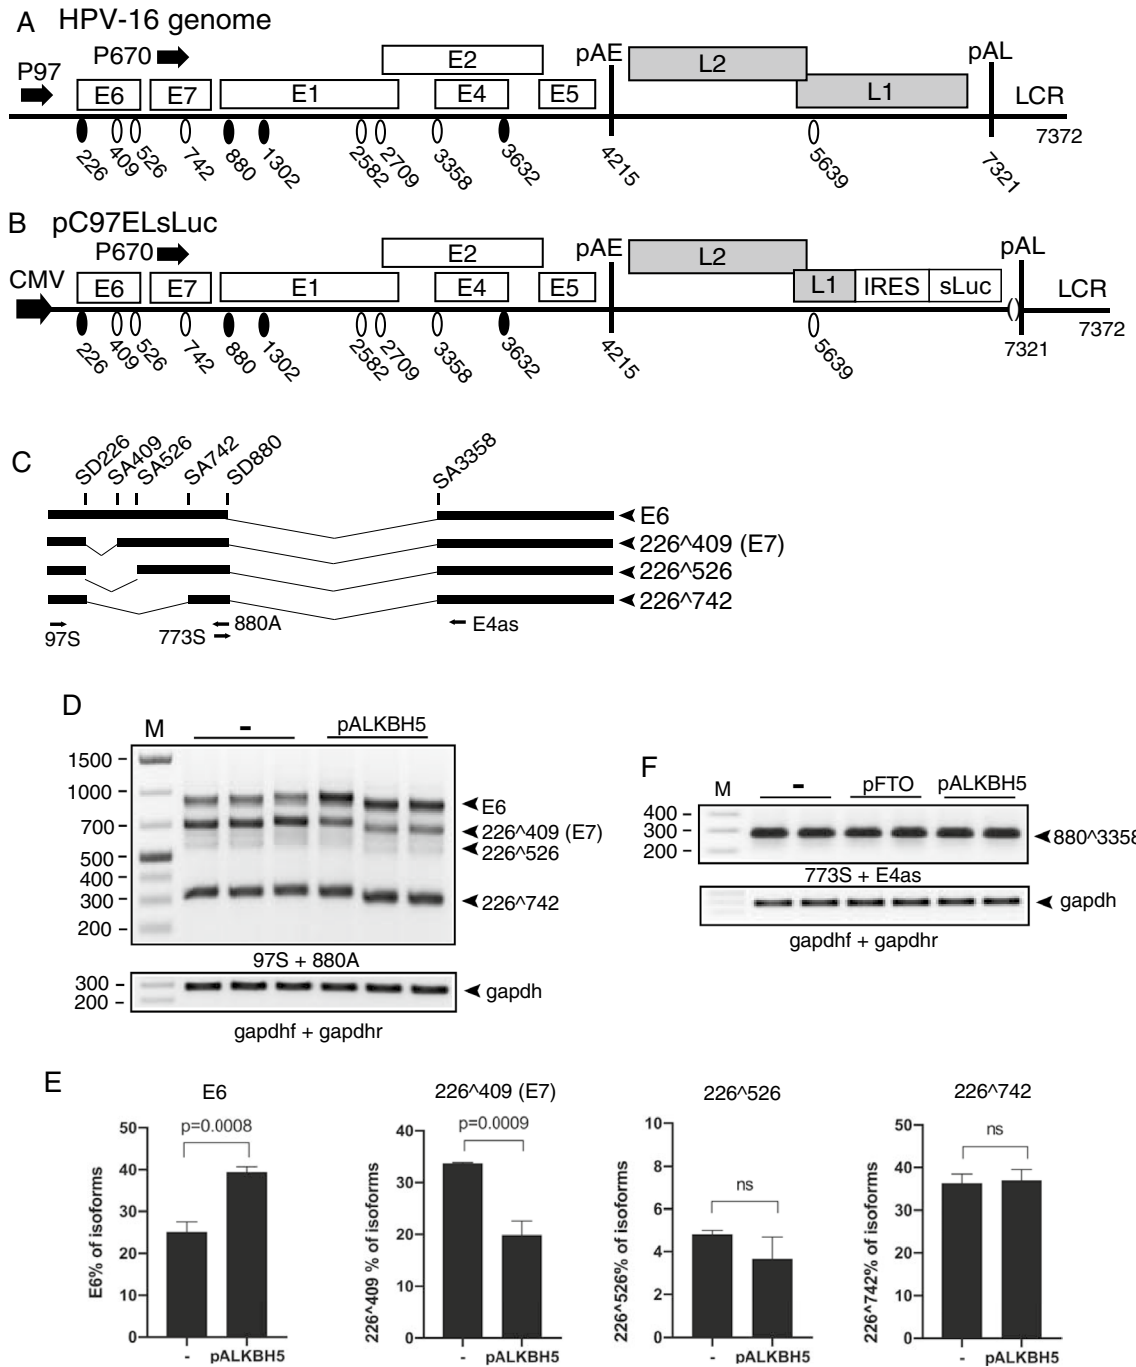 A HPV-16 genome
P97 P670 E6 E7 E1 E2 E4 E5 pAE L2 L1 pAL LCR
226 409 526 742 880 1302 2582 2709 3358 3632 4215 5639 7321 7372
B pC97ELsLuc
CMV P670 E6 E7 E1 E2 E4 E5 pAE L2 L1 IRES sLuc pAL LCR
()
226 409 526 742 880 1302 2582 2709 3358 3632 4215 5639 7321 7372
C
SD226 SA409 SA526 SA742 SD880 SA3358
E6
226^409 (E7)
226^526
226^742
97S 773S 880A E4as
D
M - pALKBH5
1500
1000
700
500
400
300
200
E6
226^409 (E7)
226^526
226^742
97S + 880A
300
200
gapdh
gapdhf + gapdhr
F
M - pFTO pALKBH5
400
300
200
880^3358
773S + E4as
gapdh
gapdhf + gapdhr
E
E6
p=0.0008
E6% of isoforms
50
40
30
20
10
0
- pALKBH5
226^409 (E7)
p=0.0009
226^409 % of isoforms
40
30
20
10
0
- pALKBH5
226^526
ns
226^526% of isoforms
10
8
6
4
2
0
- pALKBH5
226^742
ns
226^742% of isoforms
50
40
30
20
10
0
- pALKBH5